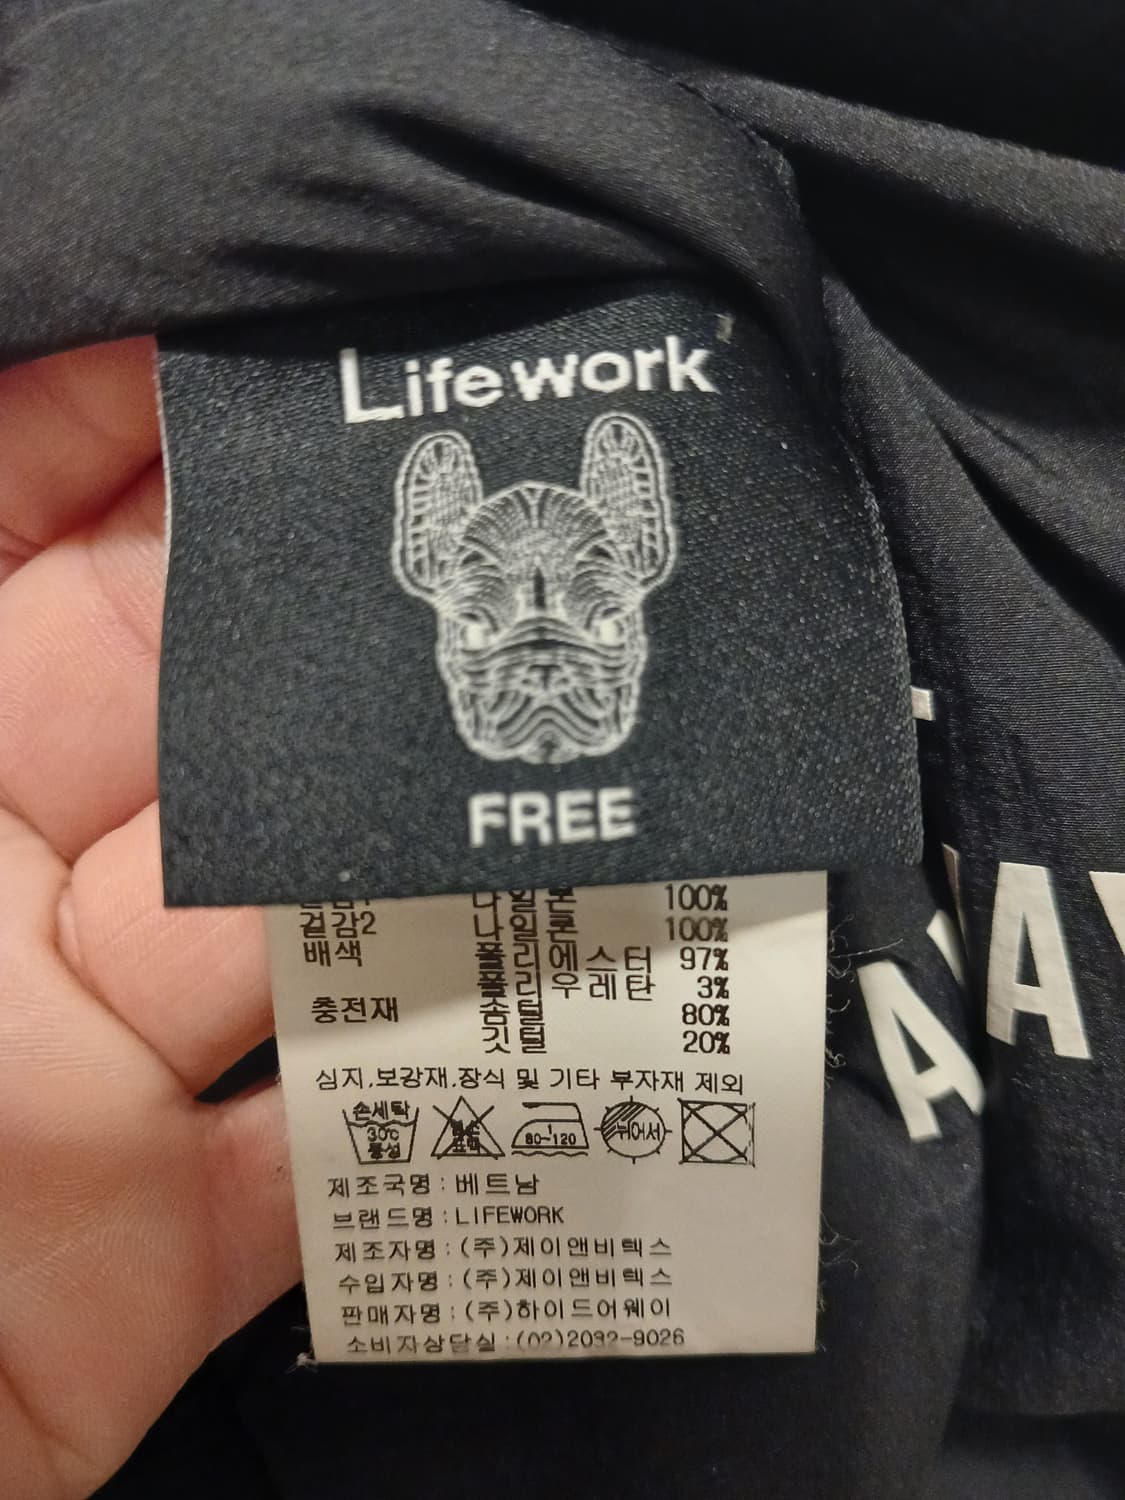 Lifework
FREE
나일론 100%
겉감2 나일론 100%
배색 폴리에스터 97%
폴리우레탄 3%
충전재 솜털 80%
깃털 20%
심지,보강재,장식 및 기타 부자재 제외
손세탁 30℃ 중성
80~120
뉘어서
제조국명 : 베트남
브랜드명 : LIFEWORK
제조자명 : (주)제이앤비텍스
수입자명 : (주)제이앤비텍스
판매자명 : (주)하이드어웨이
소비자상담실 : (02)2092-9026
A A